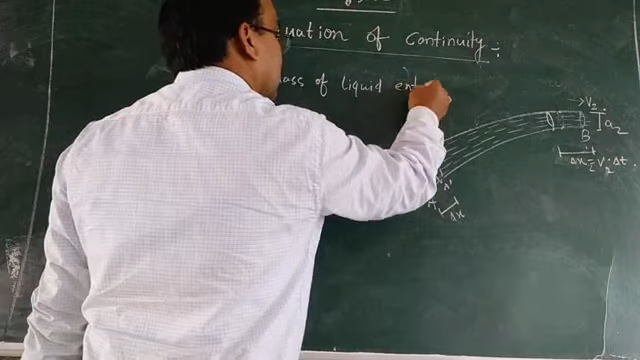 uation of Continuity :
ass of liquid ent
→ V₂
a₂
B
Δx₂ = V₂·Δt
A'
A
Δx